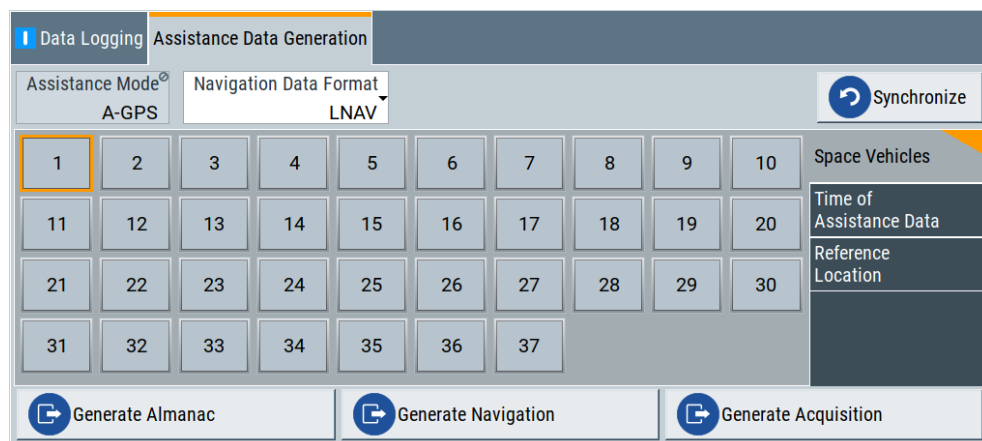 Data Logging Assistance Data Generation
Assistance Mode Navigation Data Format
A-GPS LNAV Synchronize
1 2 3 4 5 6 7 8 9 10 Space Vehicles
Time of
11 12 13 14 15 16 17 18 19 20 Assistance Data
Reference
21 22 23 24 25 26 27 28 29 30 Location
31 32 33 34 35 36 37
Generate Almanac Generate Navigation Generate Acquisition